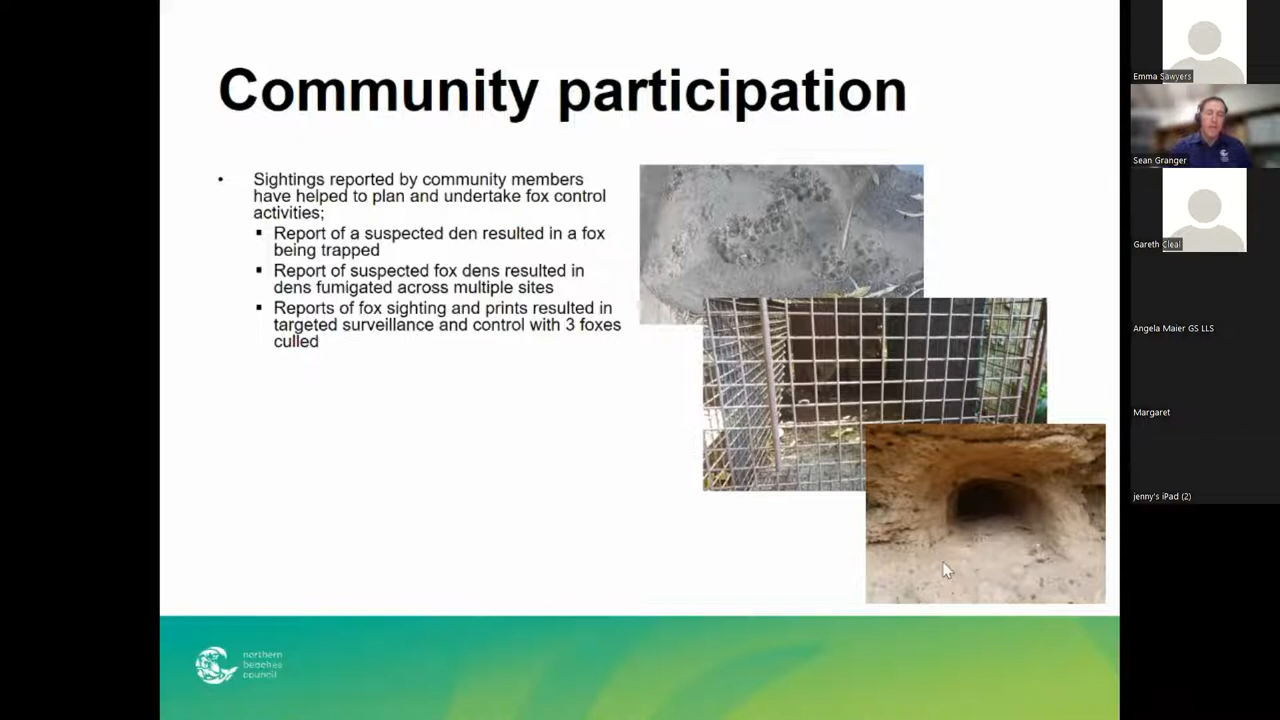 Community participation
• Sightings reported by community members
have helped to plan and undertake fox control
activities;
▪ Report of a suspected den resulted in a fox
being trapped
▪ Report of suspected fox dens resulted in
dens fumigated across multiple sites
▪ Reports of fox sighting and prints resulted in
targeted surveillance and control with 3 foxes
culled
northern
beaches
council
Emma Sawyers
Sean Granger
Gareth Cleal
Angela Maier GS LLS
Margaret
jenny's iPad (2)